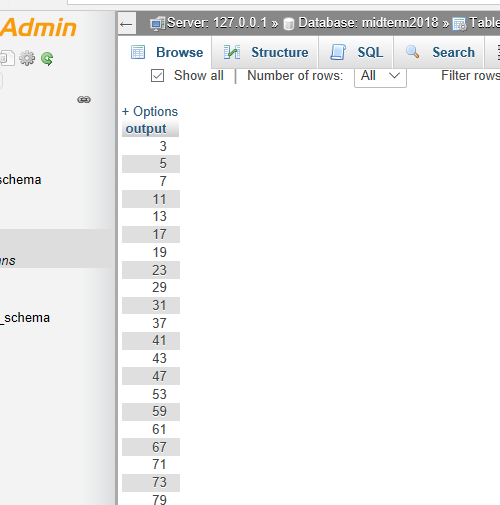 Admin
← Server: 127.0.0.1 » Database: midterm2018 » Table
Browse Structure SQL Search
Show all | Number of rows: All Filter rows
+ Options
output
3
5
7
11
13
17
19
23
29
31
37
41
43
47
53
59
61
67
71
73
79
schema
ns
_schema